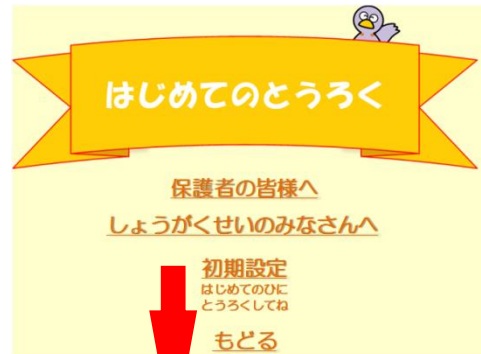 はじめてのとうろく
保護者の皆様へ
しょうがくせいのみなさんへ
初期設定
はじめてのひに
とうろくしてね
もどる